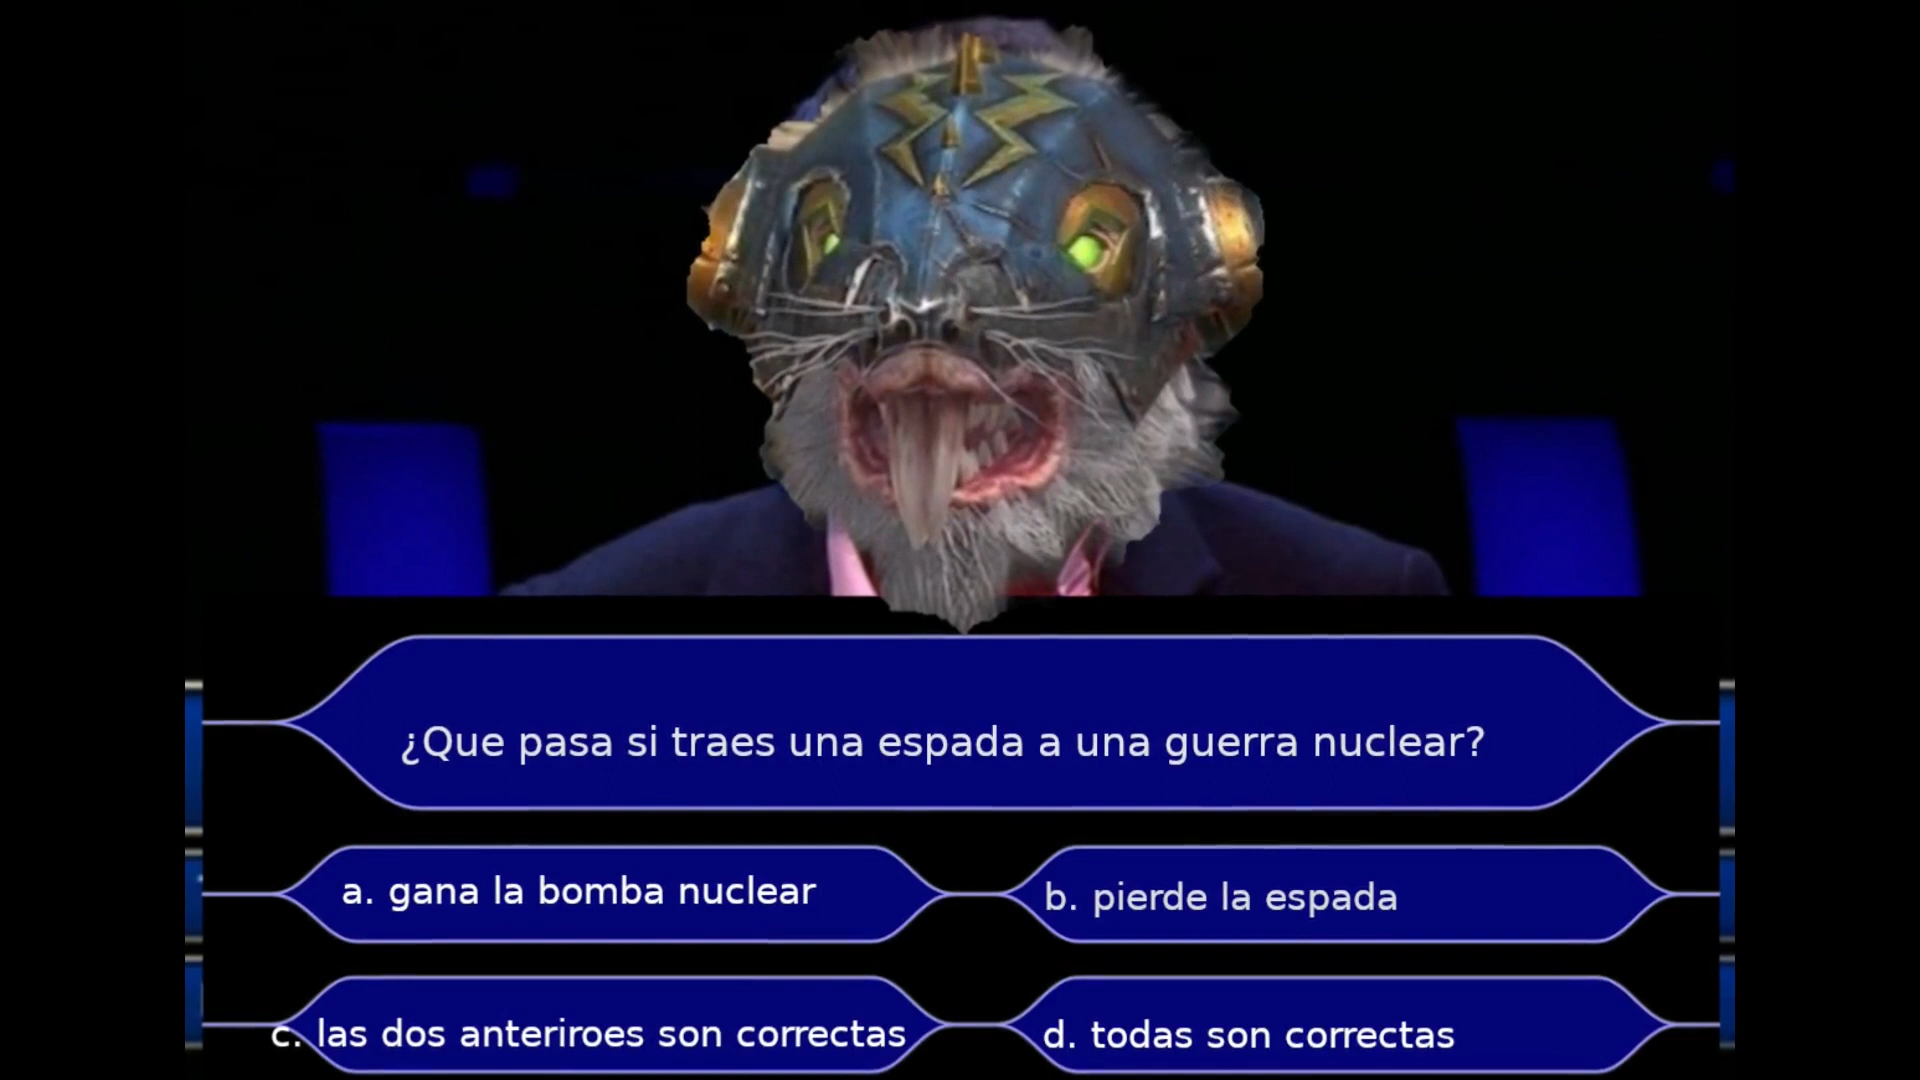 ¿Que pasa si traes una espada a una guerra nuclear?
a. gana la bomba nuclear
b. pierde la espada
c. las dos anteriroes son correctas
d. todas son correctas